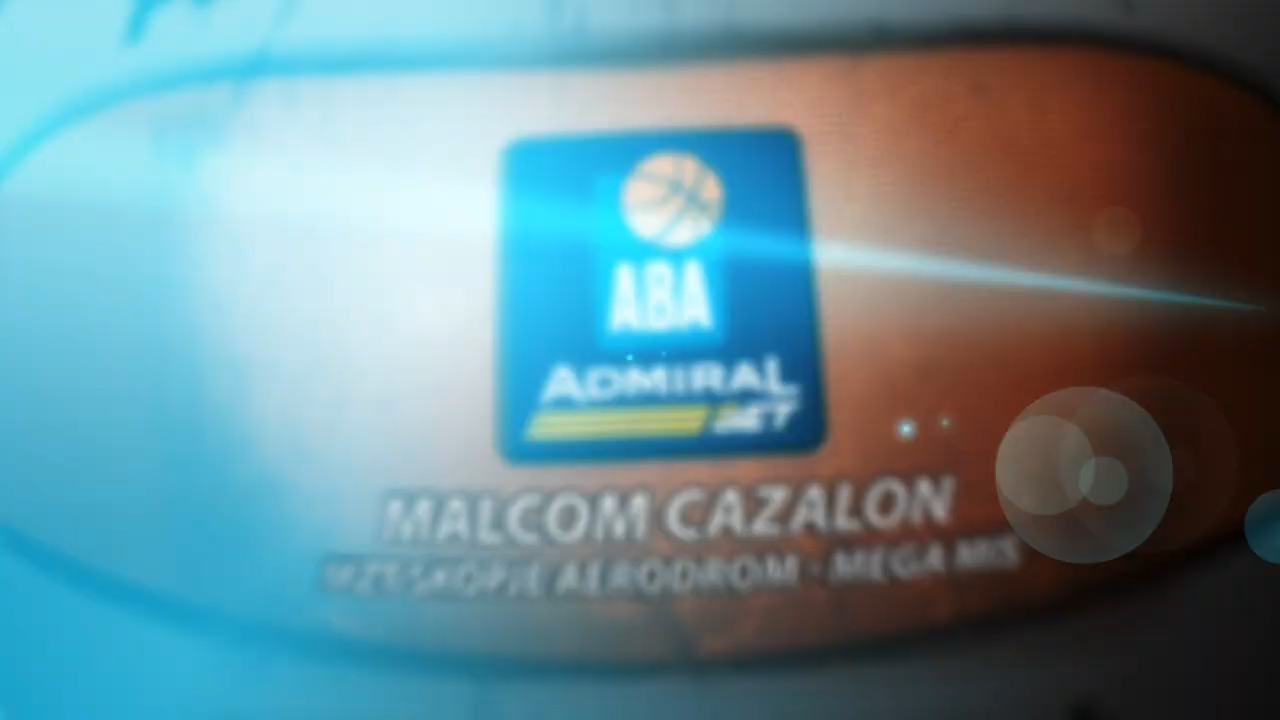 ABA
ADMIRAL
BET
MALCOM CAZALON
MZT SKOPJE AERODROM - MEGA MIS